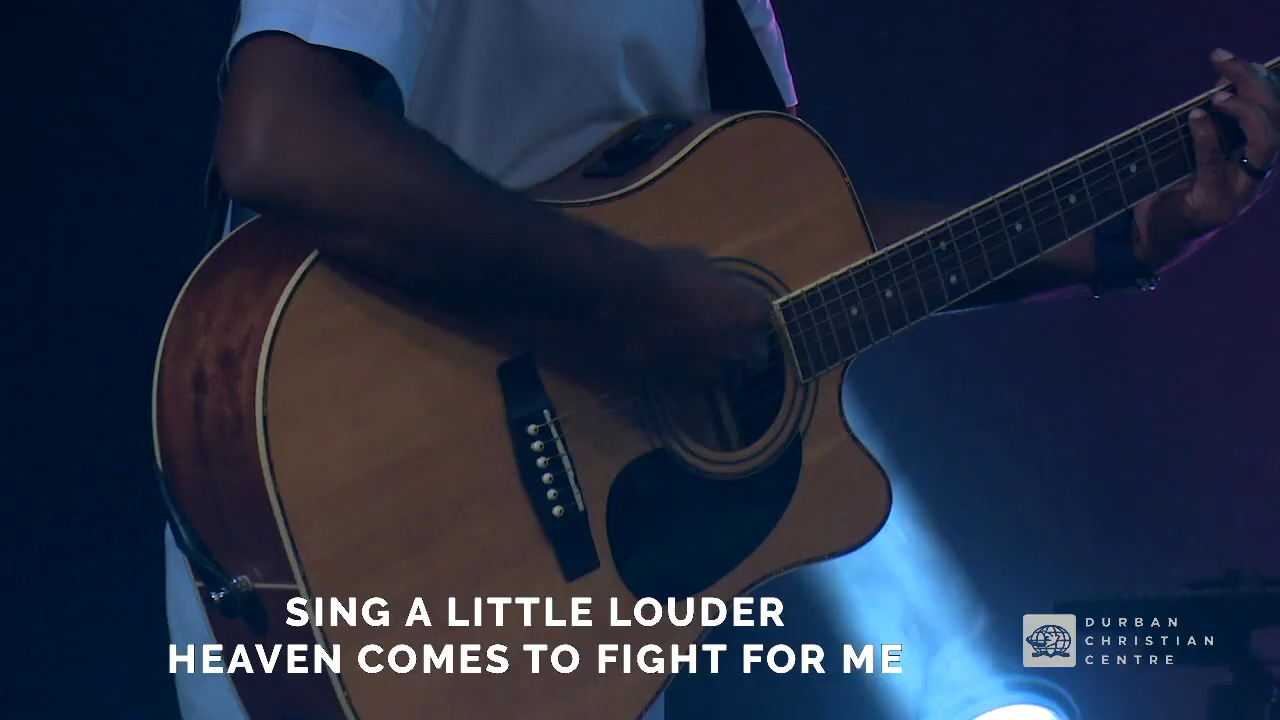 SING A LITTLE LOUDER
HEAVEN COMES TO FIGHT FOR ME
DURBAN
CHRISTIAN
CENTRE